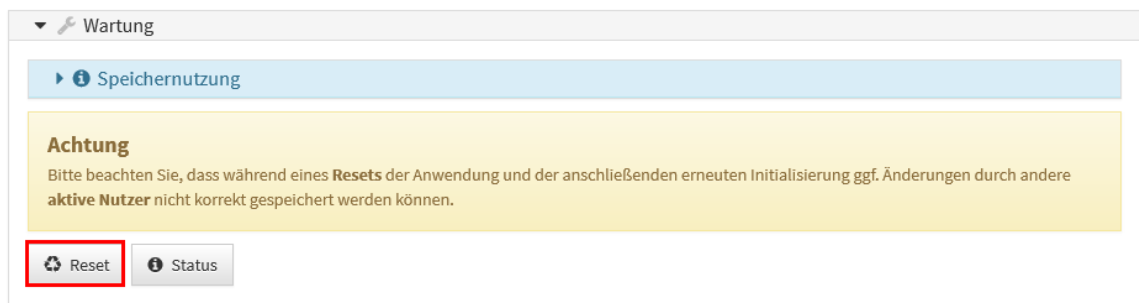 Wartung
Speichernutzung
Achtung
Bitte beachten Sie, dass während eines Resets der Anwendung und der anschließenden erneuten Initialisierung ggf. Änderungen durch andere
aktive Nutzer nicht korrekt gespeichert werden können.
Reset Status